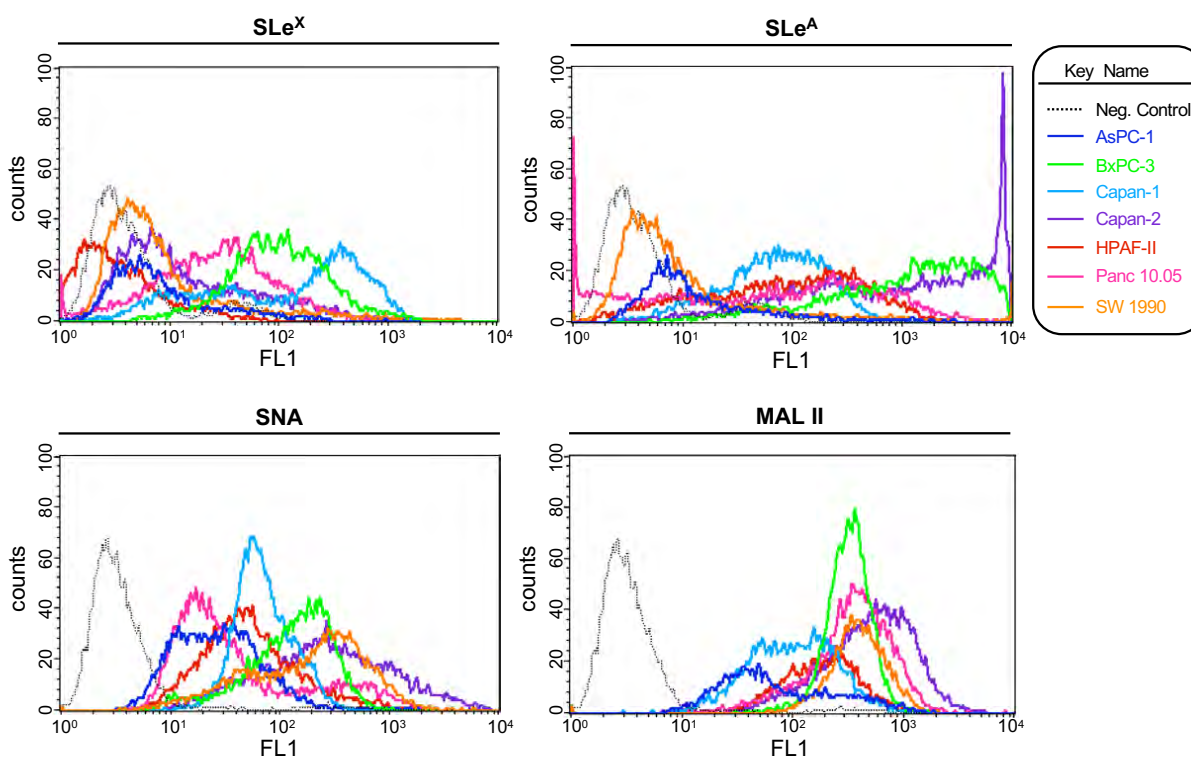 SLeX
SLeA
counts
0 20 40 60 80 100
10⁰ 10¹ 10² 10³ 10⁴
FL1
counts
0 20 40 60 80 100
10⁰ 10¹ 10² 10³ 10⁴
FL1
Key Name
Neg. Control
AsPC-1
BxPC-3
Capan-1
Capan-2
HPAF-II
Panc 10.05
SW 1990
SNA
MAL II
counts
0 20 40 60 80 100
10⁰ 10¹ 10² 10³ 10⁴
FL1
counts
0 20 40 60 80 100
10⁰ 10¹ 10² 10³ 10⁴
FL1